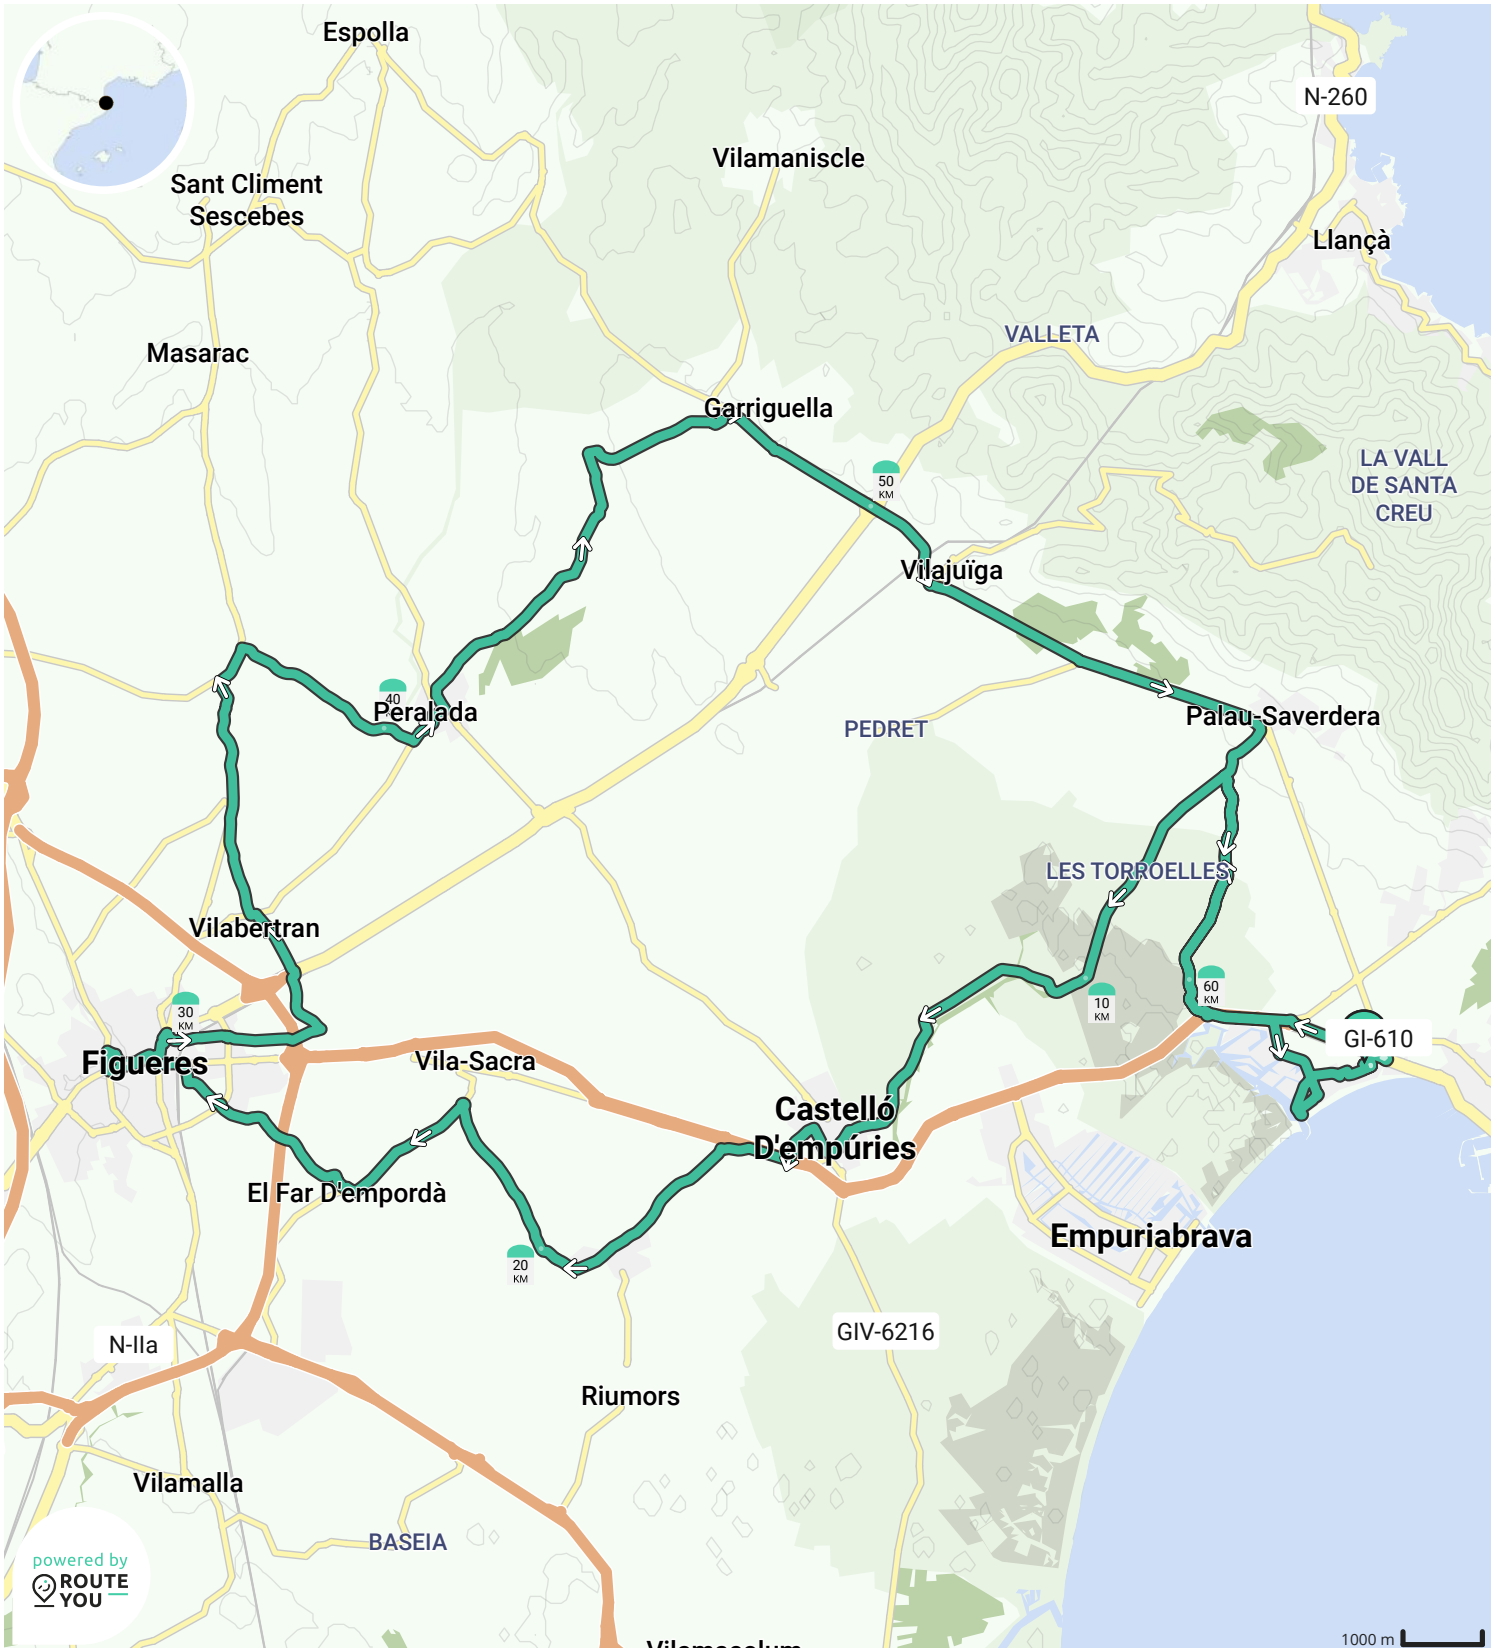 Espolla
N-260
Vilamaniscle
Sant Climent
Sescebes
Llançà
VALLETA
Masarac
Garriguella
LA VALL
DE SANTA
CREU
50
KM
Vilajuïga
40
Peralada
Palau-Saverdera
PEDRET
LES TORROELLES
Vilabertran
60
KM
10
KM
30
KM
GI-610
Figueres
Vila-Sacra
Castelló
D'empúries
El Far D'empordà
Empuriabrava
20
KM
GIV-6216
N-IIa
Riumors
Vilamalla
BASEIA
powered by
ROUTE
YOU
1000 m